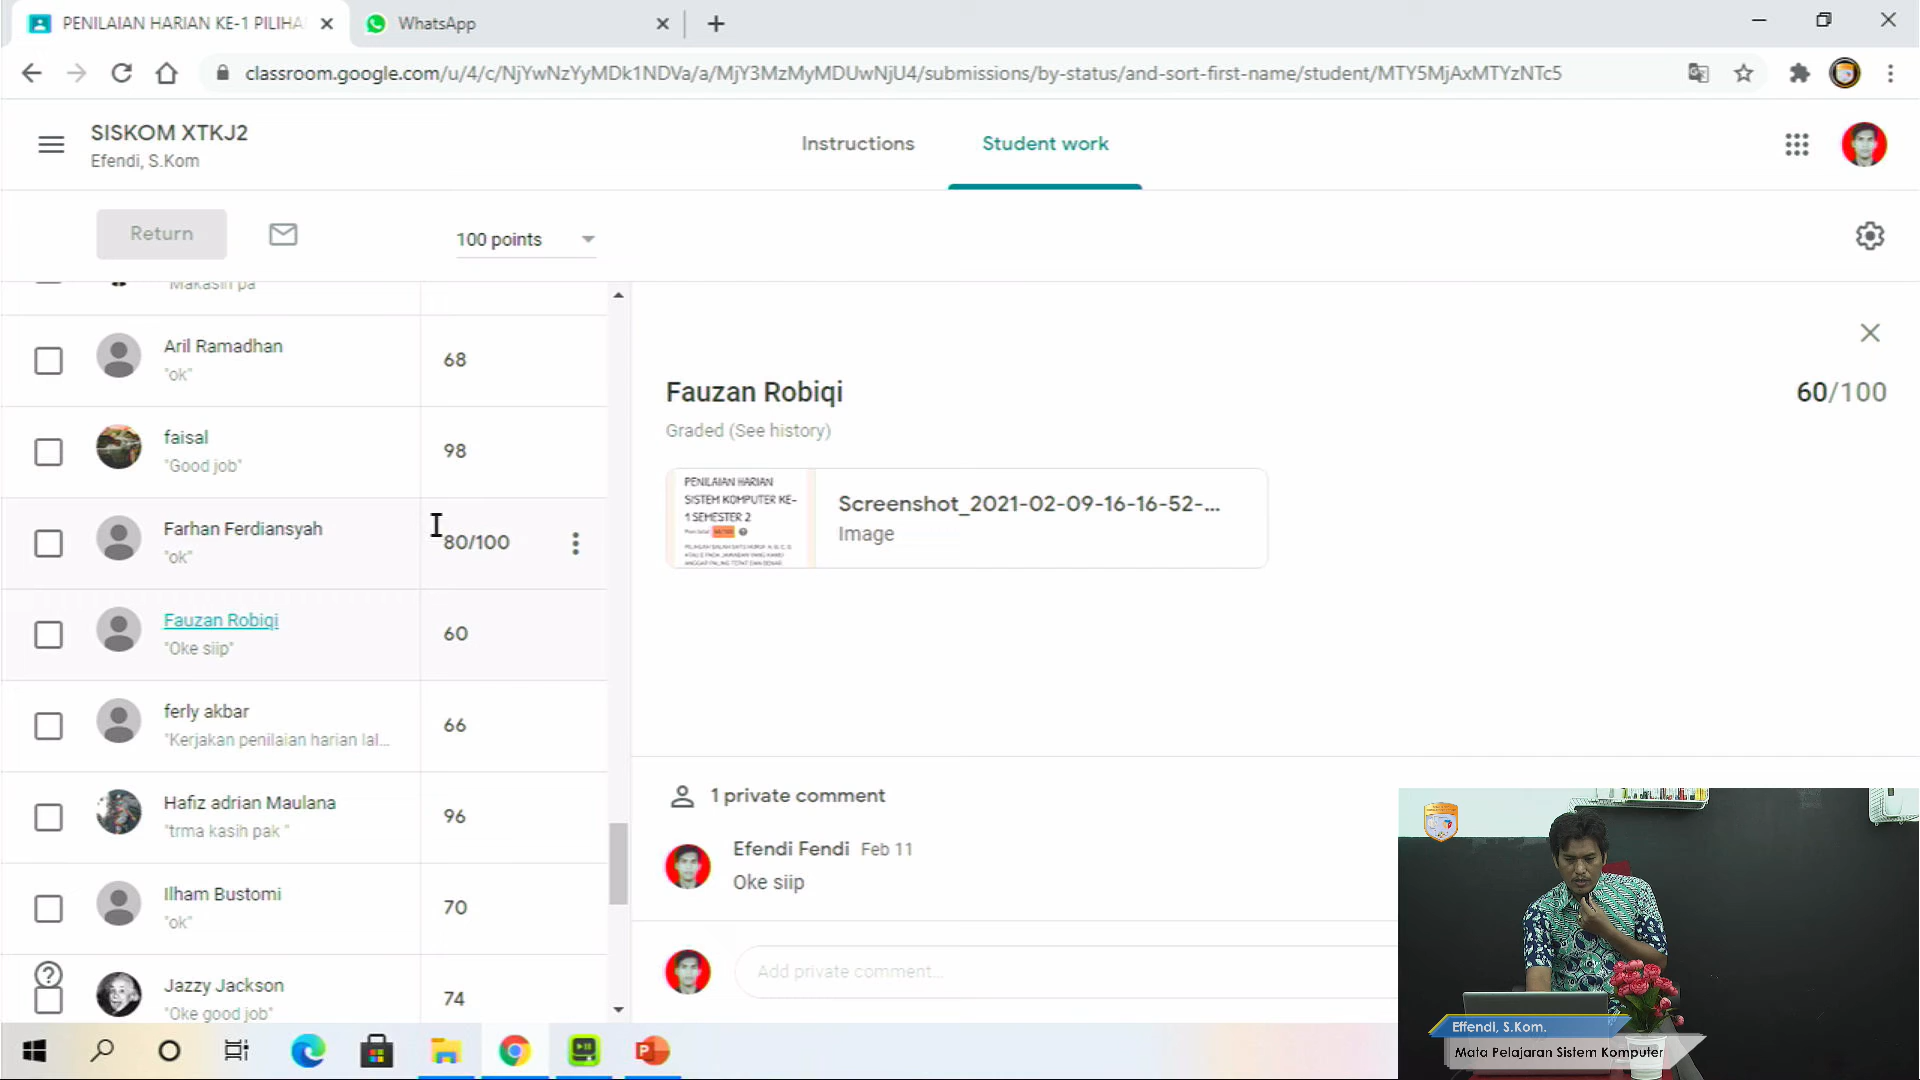 PENILAIAN HARIAN KE-1 PILIHA
WhatsApp
classroom.google.com/u/4/c/NjYwNzYyMDk1NDVa/a/MjY3MzMyMDUwNjU4/submissions/by-status/and-sort-first-name/student/MTY5MjAxMTYzNTc5
SISKOM XTKJ2
Efendi, S.Kom
Instructions
Student work
Return
100 points
"Makasih pa
Aril Ramadhan
"ok"
68
faisal
"Good job"
98
Farhan Ferdiansyah
"ok"
80/100
Fauzan Robiqi
"Oke siip"
60
ferly akbar
"Kerjakan penilaian harian lal...
66
Hafiz adrian Maulana
"trma kasih pak "
96
Ilham Bustomi
"ok"
70
Jazzy Jackson
"Oke good job"
74
Fauzan Robiqi
60/100
Graded (See history)
PENILAIAN HARIAN
SISTEM KOMPUTER KE-
1 SEMESTER 2
Screenshot_2021-02-09-16-16-52-...
Image
1 private comment
Efendi Fendi Feb 11
Oke siip
Add private comment...
Effendi, S.Kom.
Mata Pelajaran Sistem Komputer